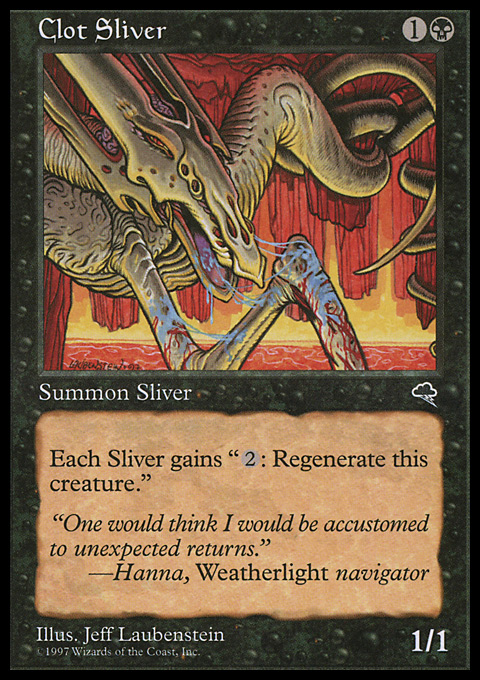 Clot Sliver 1
Summon Sliver
Each Sliver gains “2: Regenerate this
creature.”
“One would think I would be accustomed
to unexpected returns.”
—Hanna, Weatherlight navigator
Illus. Jeff Laubenstein
©1997 Wizards of the Coast, Inc.
1/1